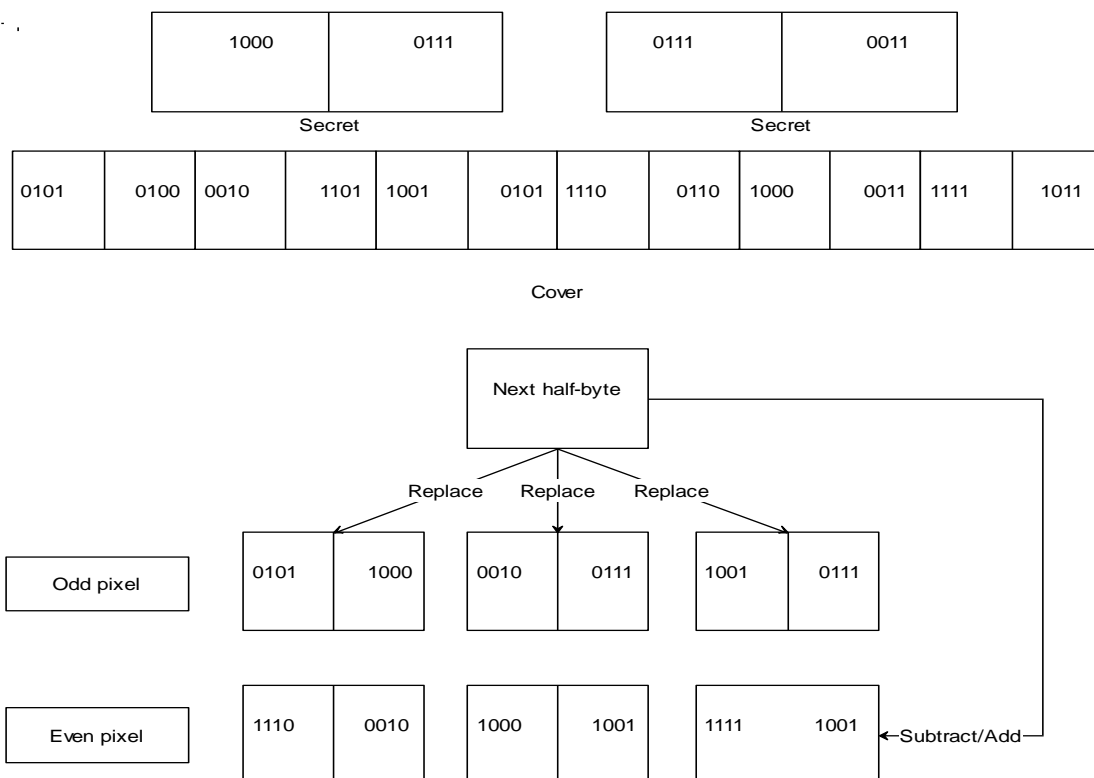 1000 0111 0111 0011
Secret Secret
0101 0100 0010 1101 1001 0101 1110 0110 1000 0011 1111 1011
Cover
Next half-byte
Replace Replace Replace
Odd pixel 0101 1000 0010 0111 1001 0111
Even pixel 1110 0010 1000 1001 1111 1001 Subtract/Add